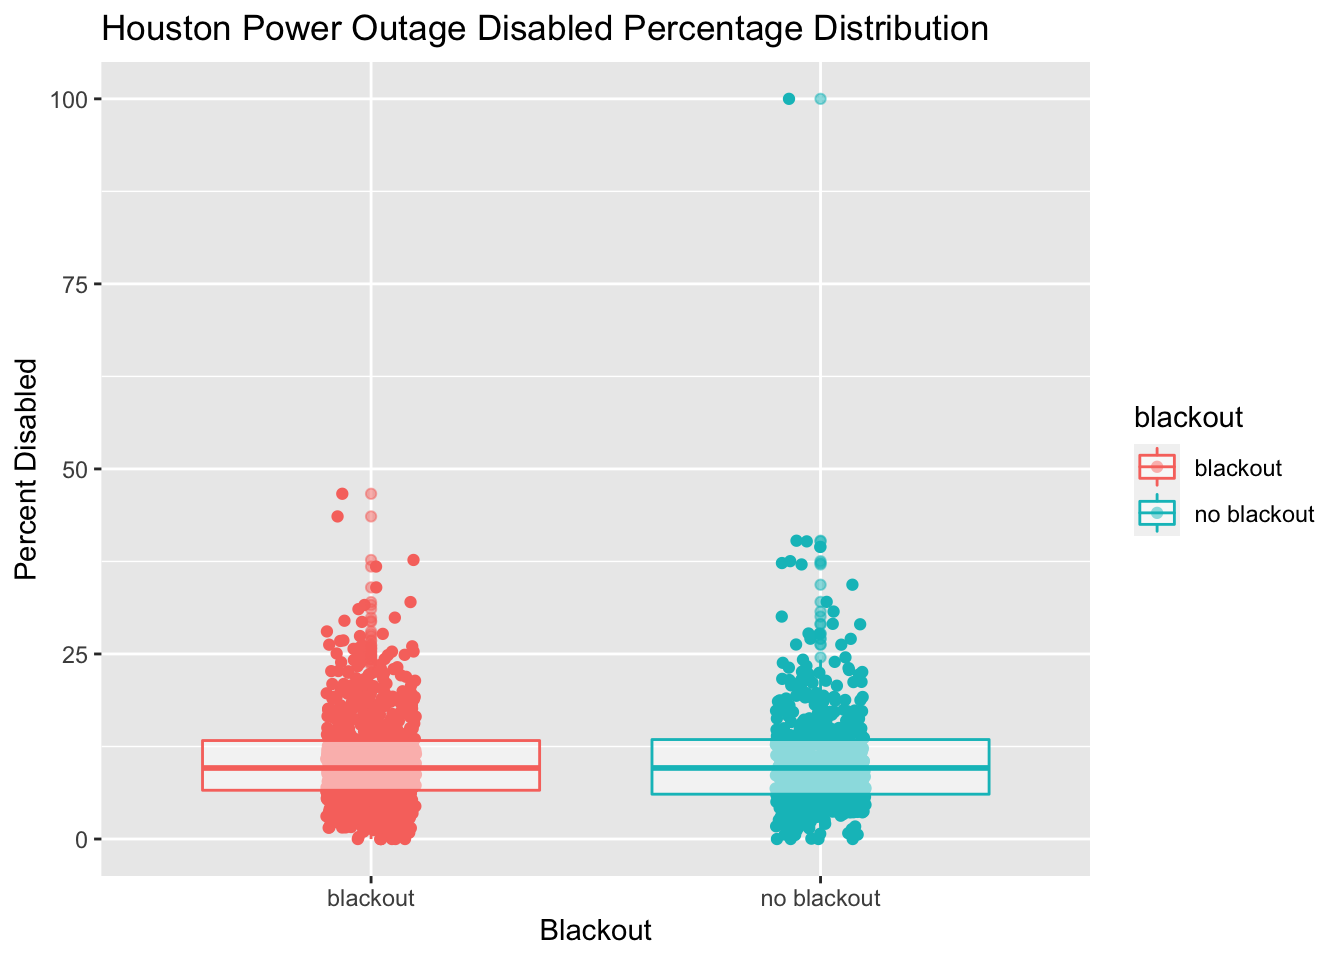 Houston Power Outage Disabled Percentage Distribution
100
75
50
25
0
Percent Disabled
blackout
no blackout
Blackout
blackout
blackout
no blackout